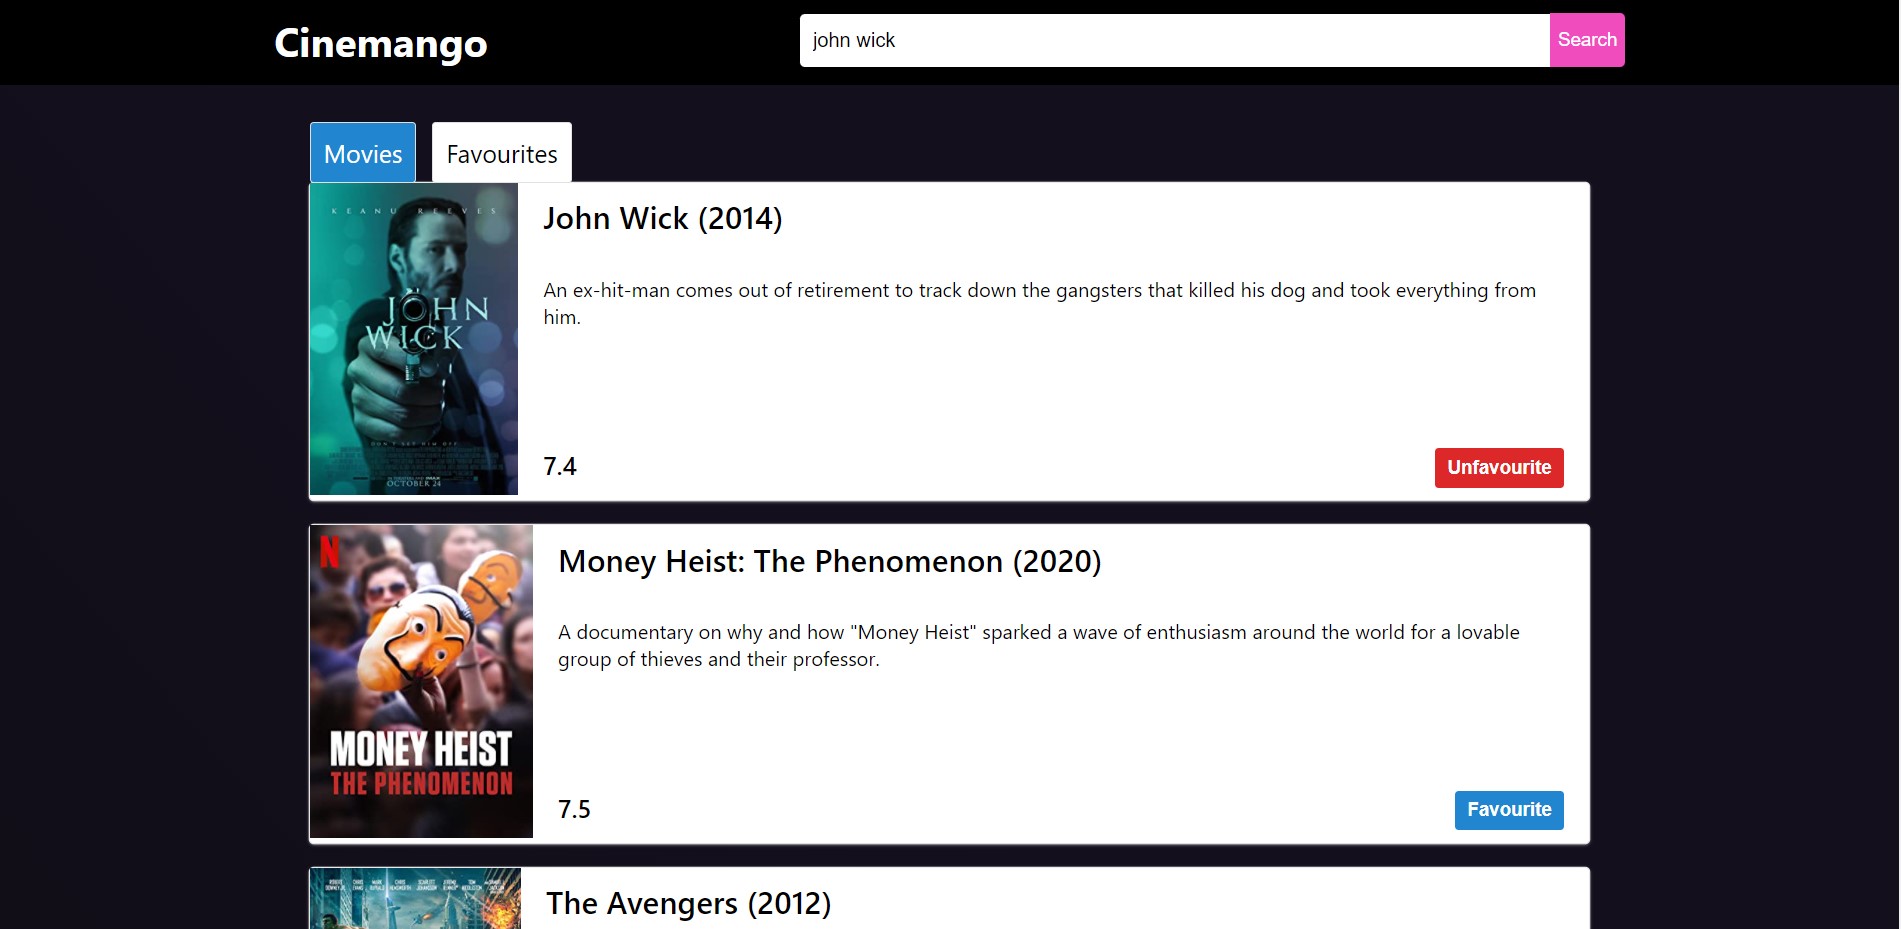 Cinemango
john wick
Search
Movies
Favourites
KEANU REEVES
JOHN
WICK
OCTOBER 24
John Wick (2014)
An ex-hit-man comes out of retirement to track down the gangsters that killed his dog and took everything from
him.
7.4
Unfavourite
N
MONEY HEIST
THE PHENOMENON
Money Heist: The Phenomenon (2020)
A documentary on why and how "Money Heist" sparked a wave of enthusiasm around the world for a lovable
group of thieves and their professor.
7.5
Favourite
The Avengers (2012)